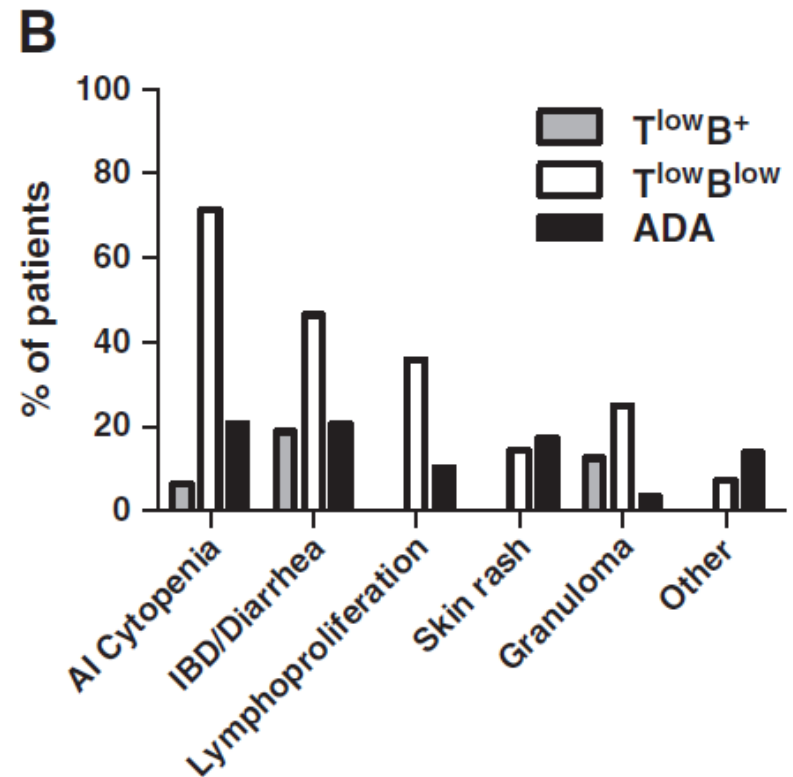 B
100
80
60
40
20
0
% of patients
TˡᵒʷB⁺
TˡᵒʷBˡᵒʷ
ADA
AI Cytopenia
IBD/Diarrhea
Lymphoproliferation
Skin rash
Granuloma
Other